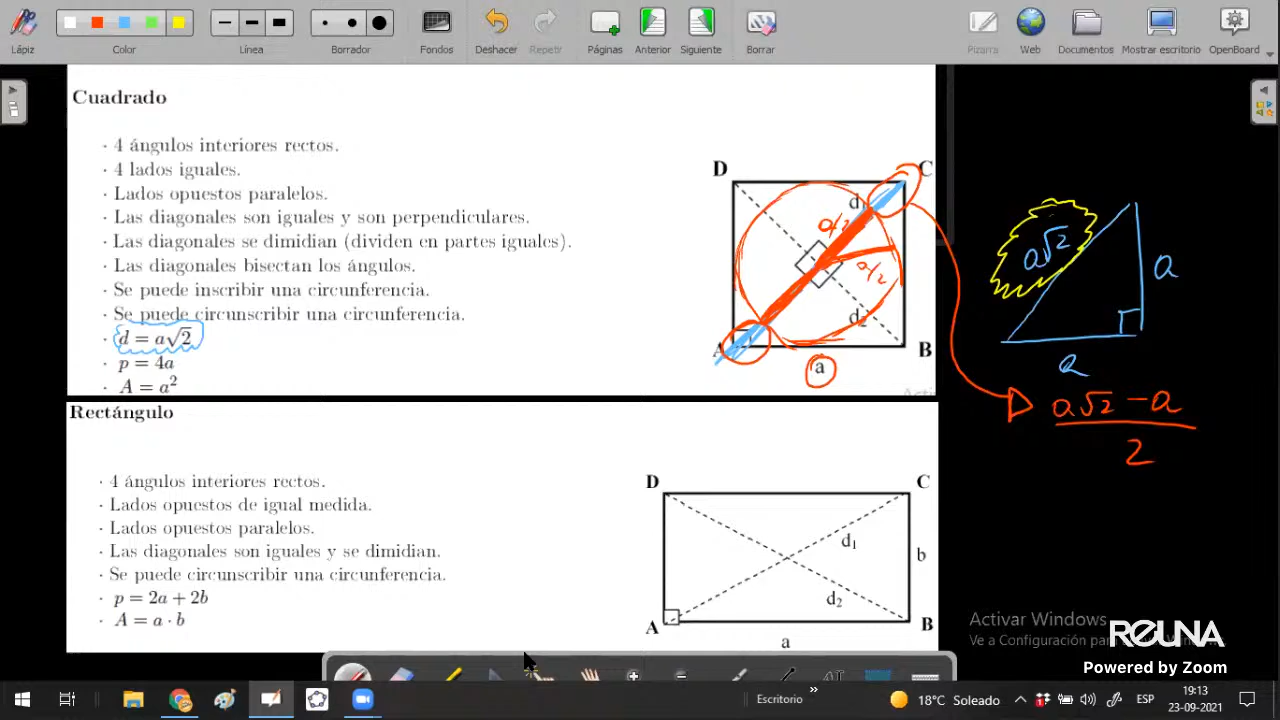 Lápiz
Color
Línea
Borrador
Fondos
Deshacer
Repetir
Páginas
Anterior
Siguiente
Borrar
Pizarra
Web
Documentos
Mostrar escritorio
OpenBoard
Cuadrado
· 4 ángulos interiores rectos.
· 4 lados iguales.
· Lados opuestos paralelos.
· Las diagonales son iguales y son perpendiculares.
· Las diagonales se dimidian (dividen en partes iguales).
· Las diagonales bisectan los ángulos.
· Se puede inscribir una circunferencia.
· Se puede circunscribir una circunferencia.
· d = a√2
· p = 4a
· A = a²
D
C
d₁
a/2
a/2
d₂
A
B
a
a√2
a
a
a√2 - a
2
Rectángulo
· 4 ángulos interiores rectos.
· Lados opuestos de igual medida.
· Lados opuestos paralelos.
· Las diagonales son iguales y se dimidian.
· Se puede circunscribir una circunferencia.
· p = 2a + 2b
· A = a · b
D
C
d₁
b
d₂
A
B
a
Activar Windows
Ve a Configuración par
REUNA
Powered by Zoom
Escritorio
18°C Soleado
ESP
19:13
23-09-2021